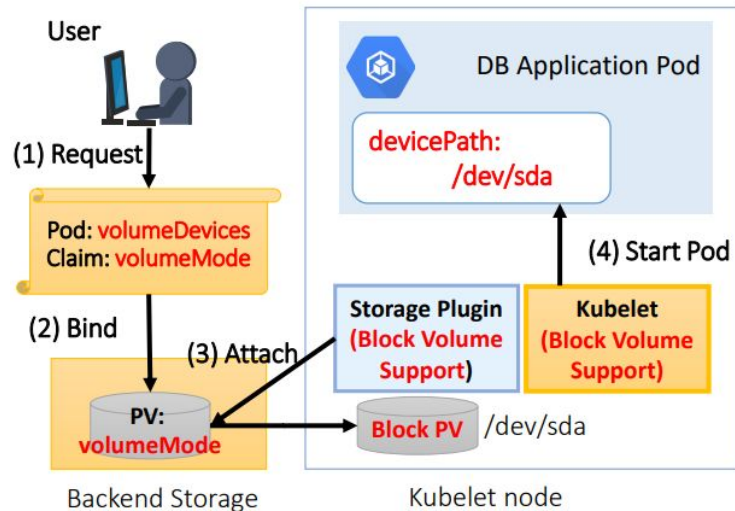 User
(1) Request
Pod: volumeDevices
Claim: volumeMode
(2) Bind
(3) Attach
PV:
volumeMode
Backend Storage
DB Application Pod
devicePath:
/dev/sda
(4) Start Pod
Storage Plugin
(Block Volume
Support)
Kubelet
(Block Volume
Support)
Block PV
/dev/sda
Kubelet node